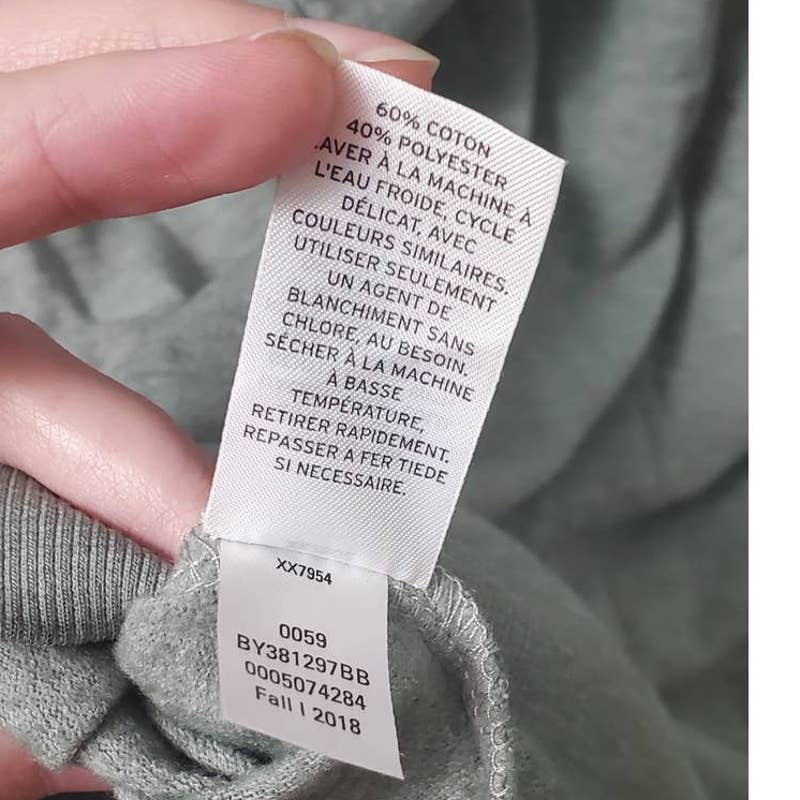 60% COTON
40% POLYESTER
LAVER À LA MACHINE À
L'EAU FROIDE, CYCLE
DÉLICAT, AVEC
COULEURS SIMILAIRES.
UTILISER SEULEMENT
UN AGENT DE
BLANCHIMENT SANS
CHLORE, AU BESOIN.
SÉCHER À LA MACHINE
À BASSE
TEMPÉRATURE,
RETIRER RAPIDEMENT.
REPASSER A FER TIEDE
SI NECESSAIRE.
XX7954
0059
BY381297BB
0005074284
Fall | 2018